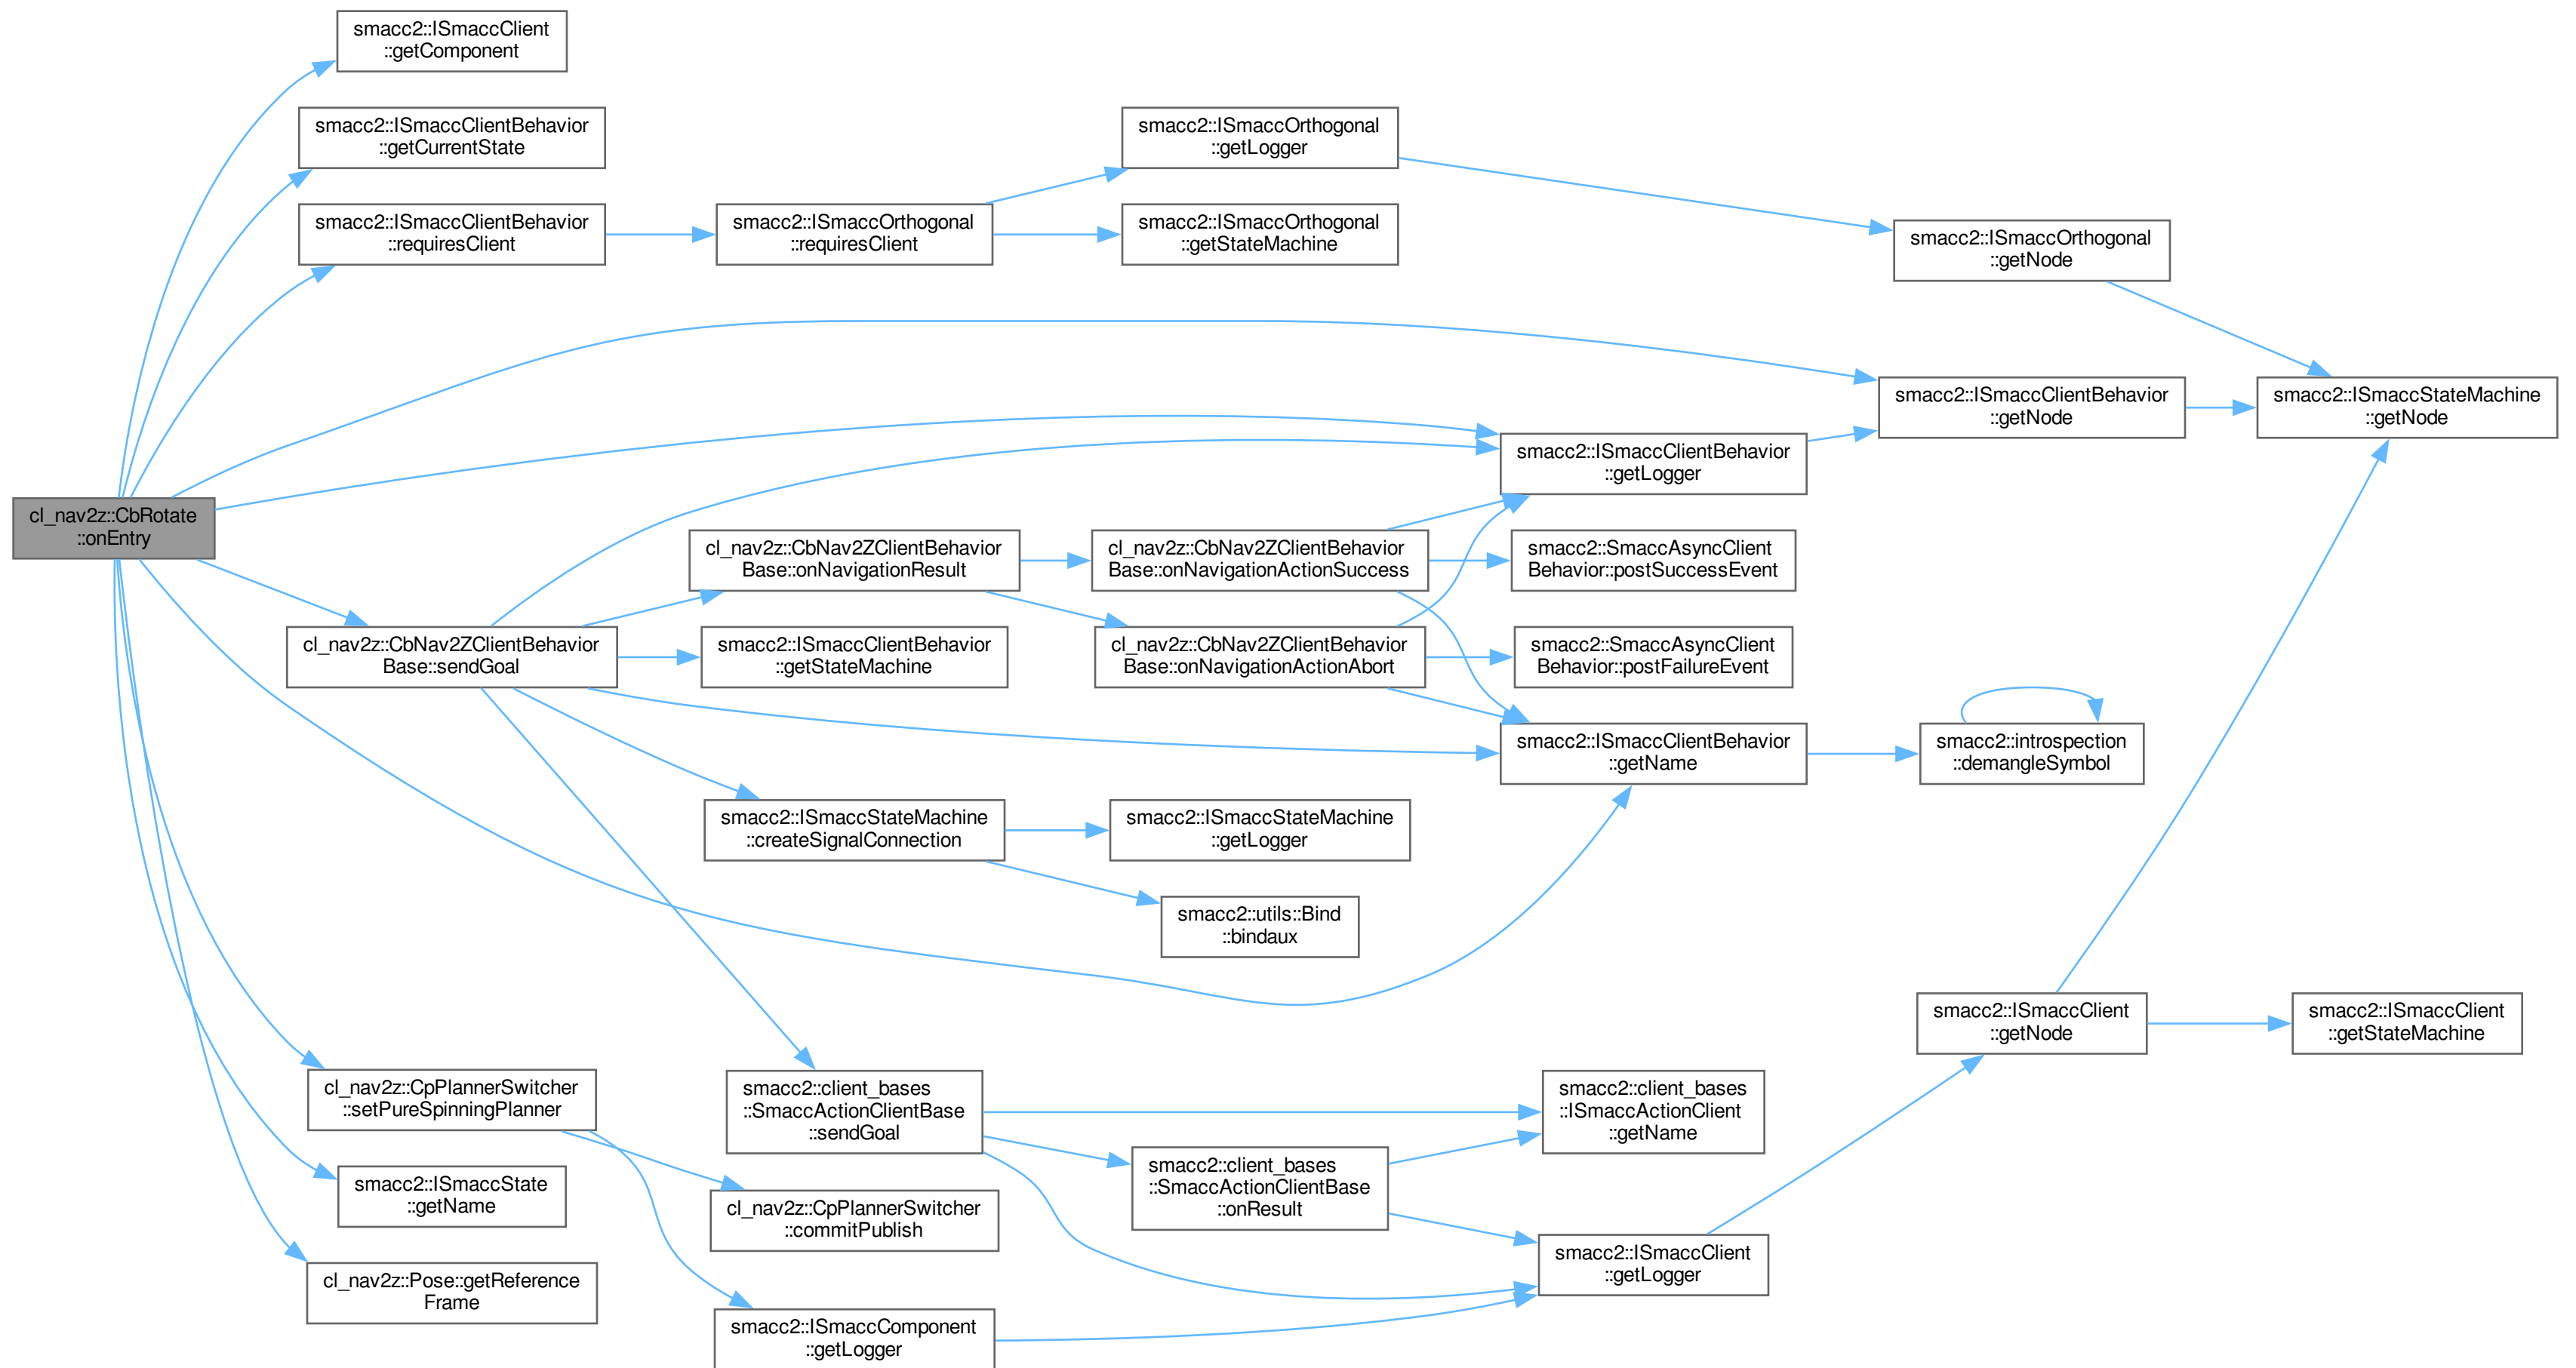 smacc2::ISmaccClient
::getComponent
smacc2::ISmaccClientBehavior
::getCurrentState
smacc2::ISmaccOrthogonal
::getLogger
smacc2::ISmaccClientBehavior
::requiresClient
smacc2::ISmaccOrthogonal
::requiresClient
smacc2::ISmaccOrthogonal
::getStateMachine
smacc2::ISmaccOrthogonal
::getNode
smacc2::ISmaccClientBehavior
::getNode
smacc2::ISmaccStateMachine
::getNode
smacc2::ISmaccClientBehavior
::getLogger
cl_nav2z::CbRotate
::onEntry
cl_nav2z::CbNav2ZClientBehavior
Base::onNavigationResult
cl_nav2z::CbNav2ZClientBehavior
Base::onNavigationActionSuccess
smacc2::SmaccAsyncClient
Behavior::postSuccessEvent
cl_nav2z::CbNav2ZClientBehavior
Base::sendGoal
smacc2::ISmaccClientBehavior
::getStateMachine
cl_nav2z::CbNav2ZClientBehavior
Base::onNavigationActionAbort
smacc2::SmaccAsyncClient
Behavior::postFailureEvent
smacc2::ISmaccClientBehavior
::getName
smacc2::introspection
::demangleSymbol
smacc2::ISmaccStateMachine
::createSignalConnection
smacc2::ISmaccStateMachine
::getLogger
smacc2::utils::Bind
::bindaux
smacc2::ISmaccClient
::getNode
smacc2::ISmaccClient
::getStateMachine
cl_nav2z::CpPlannerSwitcher
::setPureSpinningPlanner
smacc2::client_bases
::SmaccActionClientBase
::sendGoal
smacc2::client_bases
::ISmaccActionClient
::getName
smacc2::client_bases
::SmaccActionClientBase
::onResult
smacc2::ISmaccState
::getName
cl_nav2z::CpPlannerSwitcher
::commitPublish
smacc2::ISmaccClient
::getLogger
cl_nav2z::Pose::getReference
Frame
smacc2::ISmaccComponent
::getLogger